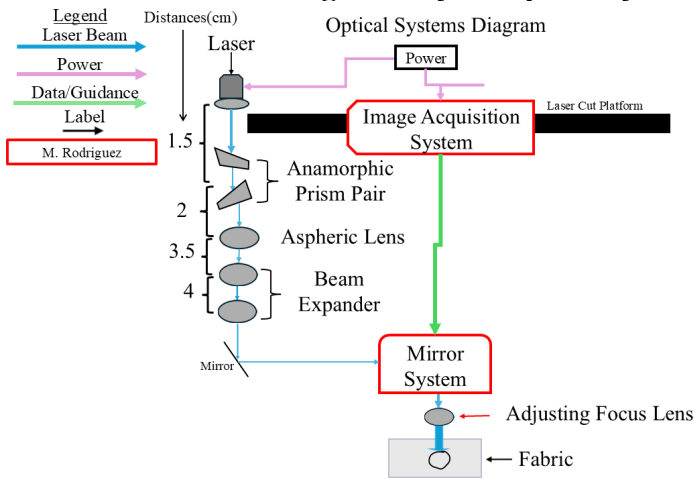 Legend
Distances(cm)
Optical Systems Diagram
Laser Beam
Laser
Power
Power
Data/Guidance
Label
M. Rodriguez
Laser Cut Platform
Image Acquisition
System
1.5
Anamorphic
Prism Pair
2
Aspheric Lens
3.5
Beam
Expander
4
Mirror
Mirror
System
Adjusting Focus Lens
Fabric